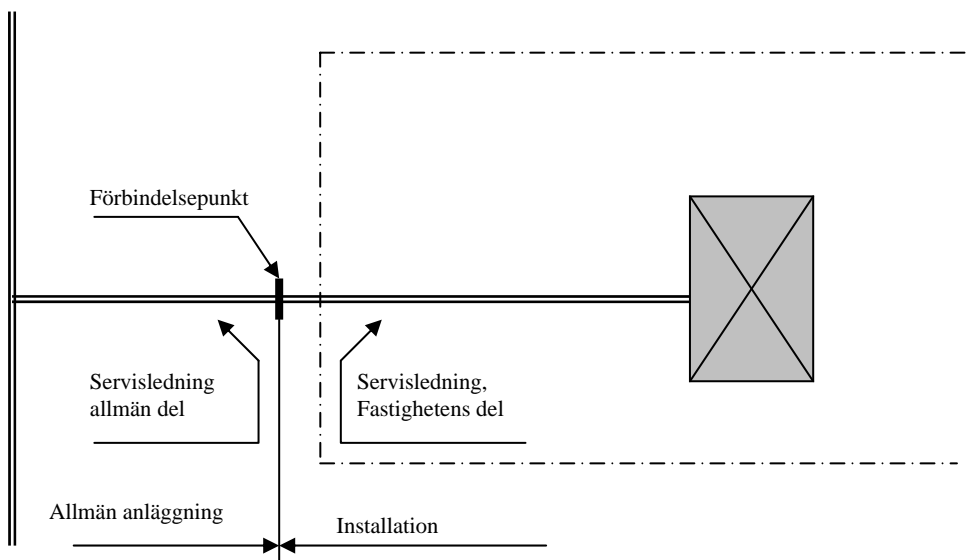 Förbindelsepunkt
Servisledning
allmän del
Servisledning,
Fastighetens del
Allmän anläggning
Installation